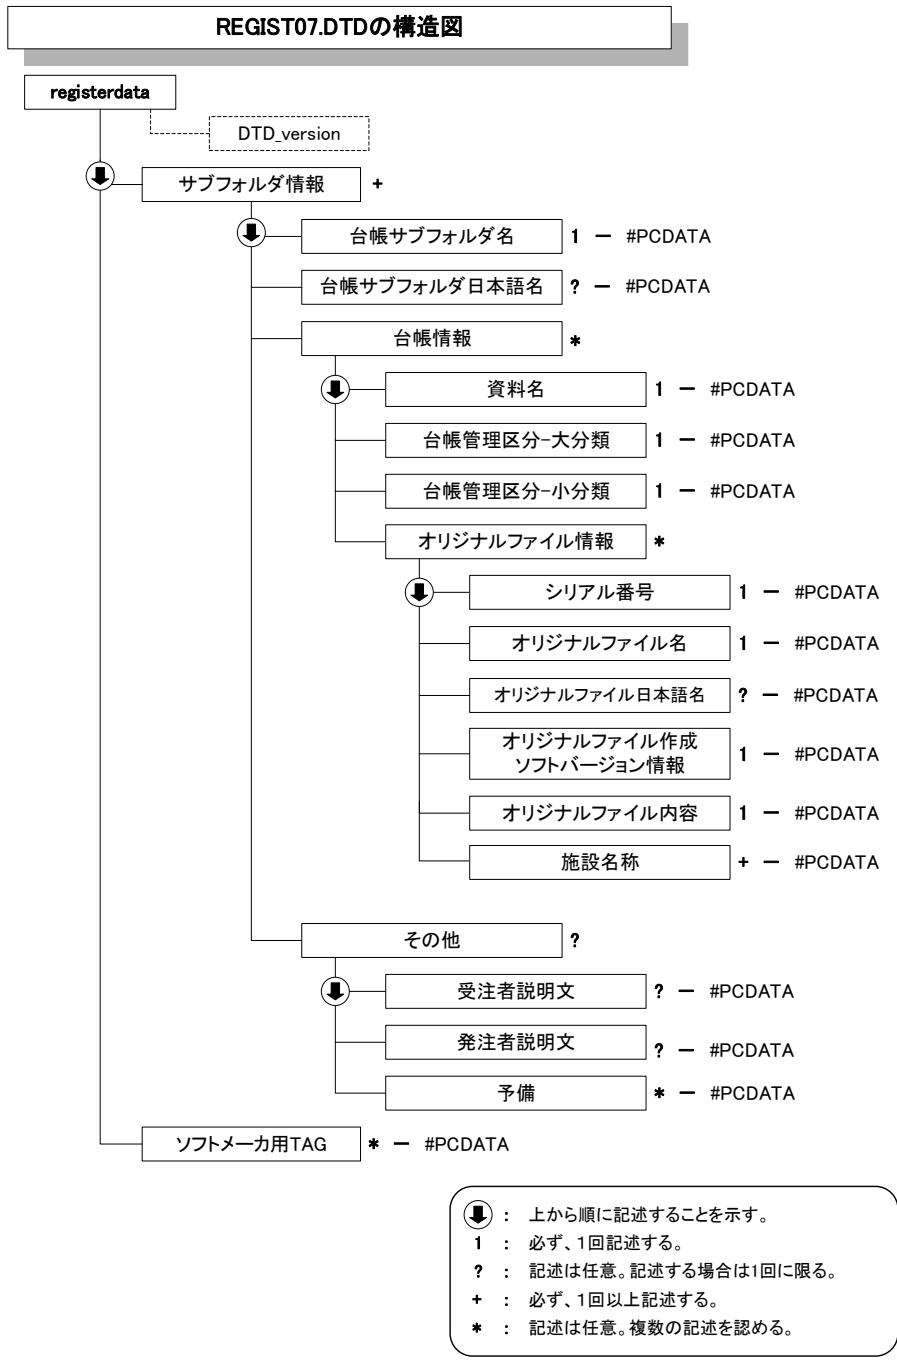 REGIST07.DTDの構造図
registerdata
DTD_version
サブフォルダ情報 +
台帳サブフォルダ名 1 － #PCDATA
台帳サブフォルダ日本語名 ? － #PCDATA
台帳情報 *
資料名 1 － #PCDATA
台帳管理区分-大分類 1 － #PCDATA
台帳管理区分-小分類 1 － #PCDATA
オリジナルファイル情報 *
シリアル番号 1 － #PCDATA
オリジナルファイル名 1 － #PCDATA
オリジナルファイル日本語名 ? － #PCDATA
オリジナルファイル作成
ソフトバージョン情報 1 － #PCDATA
オリジナルファイル内容 1 － #PCDATA
施設名称 + － #PCDATA
その他 ?
受注者説明文 ? － #PCDATA
発注者説明文 ? － #PCDATA
予備 * － #PCDATA
ソフトメーカ用TAG * － #PCDATA
： 上から順に記述することを示す。
1 ： 必ず、1回記述する。
? ： 記述は任意。記述する場合は1回に限る。
+ ： 必ず、1回以上記述する。
* ： 記述は任意。複数の記述を認める。